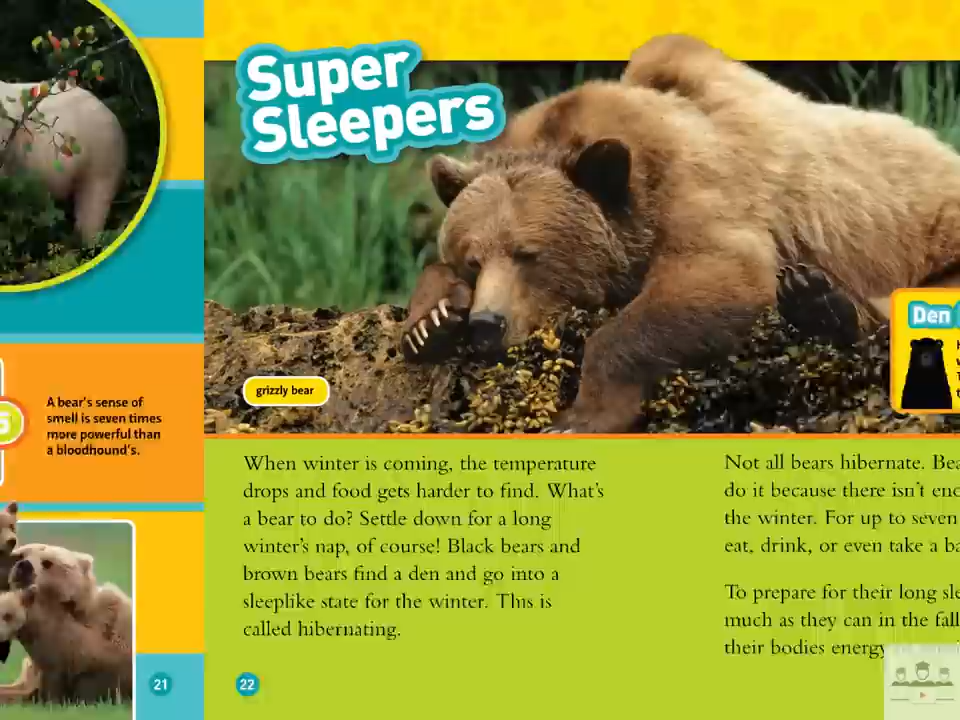 A bear's sense of
smell is seven times
more powerful than
a bloodhound's.
21
Super
Sleepers
grizzly bear
Den
When winter is coming, the temperature
drops and food gets harder to find. What's
a bear to do? Settle down for a long
winter's nap, of course! Black bears and
brown bears find a den and go into a
sleeplike state for the winter. This is
called hibernating.
22
Not all bears hibernate.
do it because there isn't
the winter. For up to seven
eat, drink, or even take a
To prepare for their long
much as they can in the fall
their bodies energy